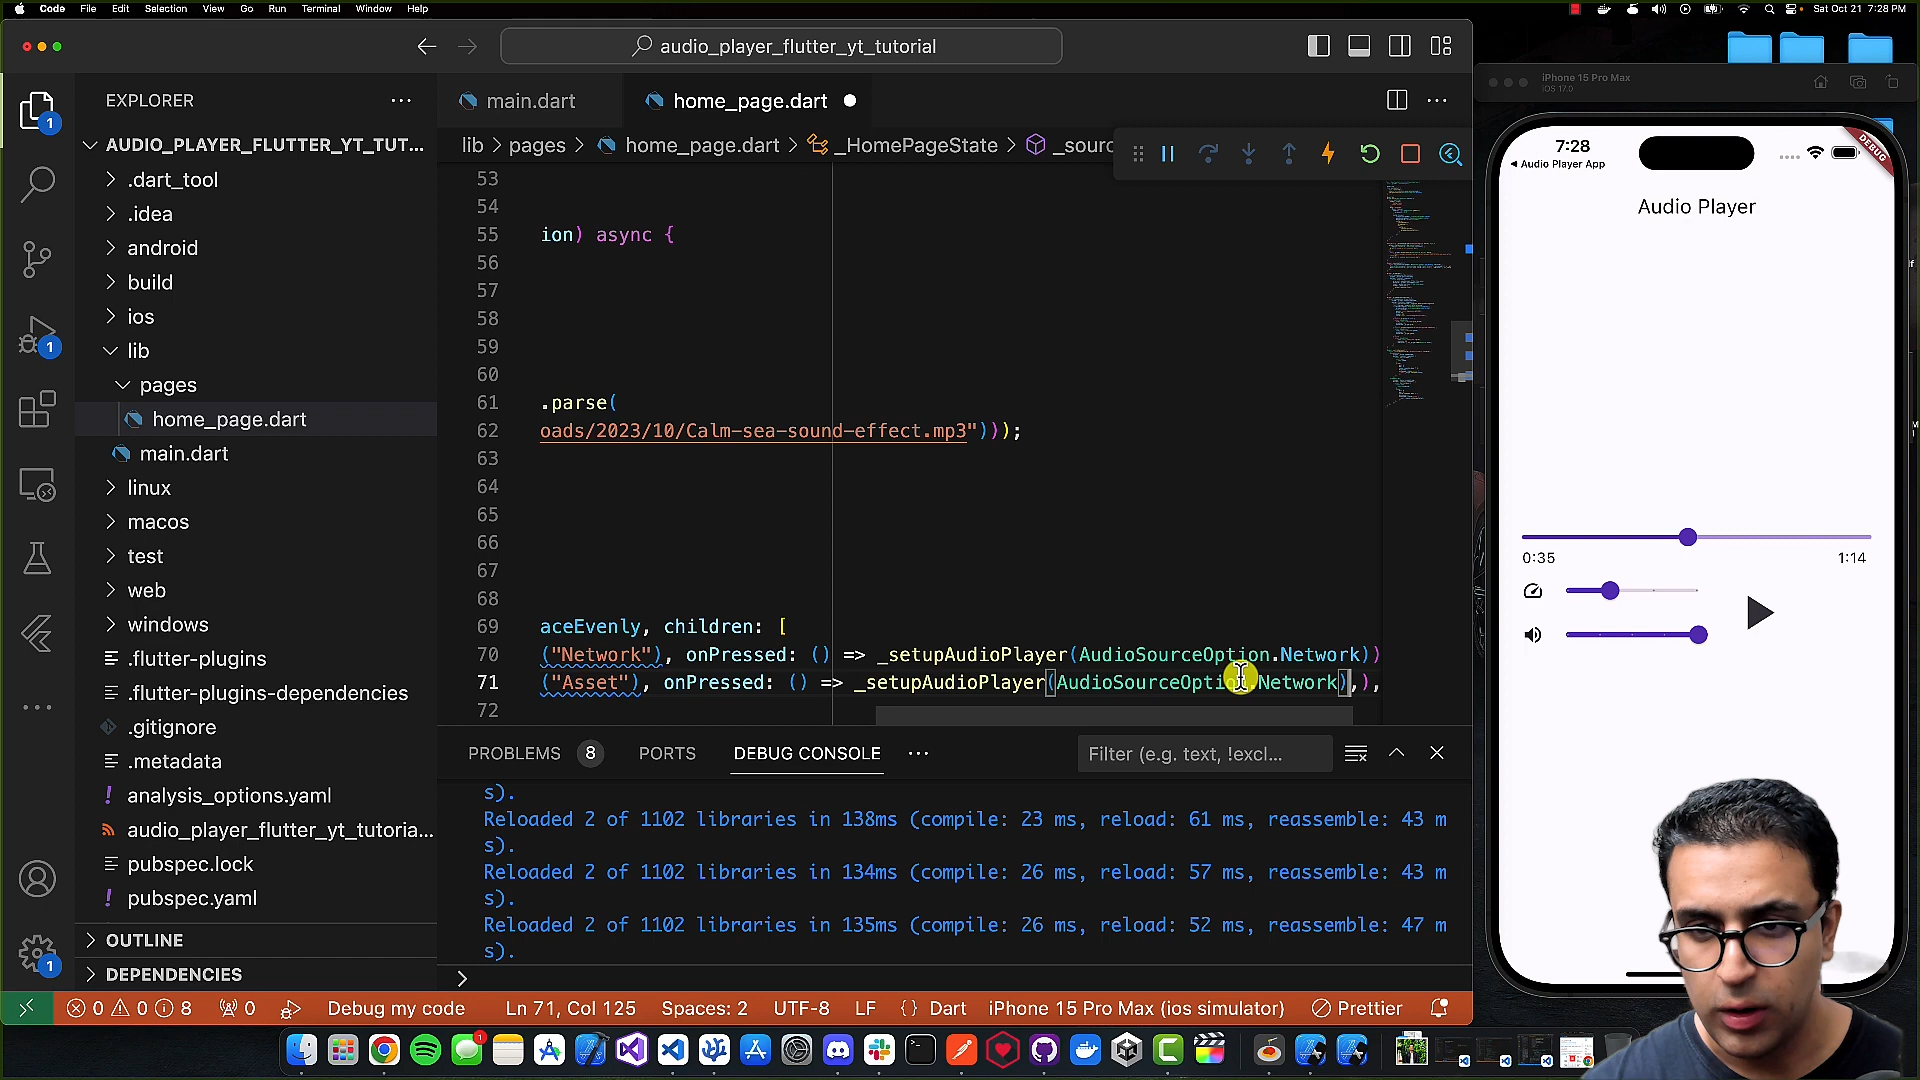 Code File Edit Selection View Go Run Terminal Window Help
Sat Oct 21 7:28 PM
audio_player_flutter_yt_tutorial
EXPLORER
AUDIO_PLAYER_FLUTTER_YT_TUT...
.dart_tool
.idea
android
build
ios
lib
pages
home_page.dart
main.dart
linux
macos
test
web
windows
.flutter-plugins
.flutter-plugins-dependencies
.gitignore
.metadata
analysis_options.yaml
audio_player_flutter_yt_tutoria...
pubspec.lock
pubspec.yaml
OUTLINE
DEPENDENCIES
1
1
1
main.dart
home_page.dart
lib > pages > home_page.dart > _HomePageState > _sourc
53
54
55 ion) async {
56
57
58
59
60
61 .parse(
62 oads/2023/10/Calm-sea-sound-effect.mp3")));
63
64
65
66
67
68
69 aceEvenly, children: [
70 ("Network"), onPressed: () => _setupAudioPlayer(AudioSourceOption.Network))
71 ("Asset"), onPressed: () => _setupAudioPlayer(AudioSourceOption.Network),),
72
PROBLEMS 8 PORTS DEBUG CONSOLE
Filter (e.g. text, !excl...
s).
Reloaded 2 of 1102 libraries in 138ms (compile: 23 ms, reload: 61 ms, reassemble: 43 m
s).
Reloaded 2 of 1102 libraries in 134ms (compile: 26 ms, reload: 57 ms, reassemble: 43 m
s).
Reloaded 2 of 1102 libraries in 135ms (compile: 26 ms, reload: 52 ms, reassemble: 47 m
s).
0 0 8 0 Debug my code Ln 71, Col 125 Spaces: 2 UTF-8 LF {} Dart iPhone 15 Pro Max (ios simulator) Prettier
iPhone 15 Pro Max
iOS 17.0
7:28
Audio Player App
DEBUG
Audio Player
0:35
1:14
1